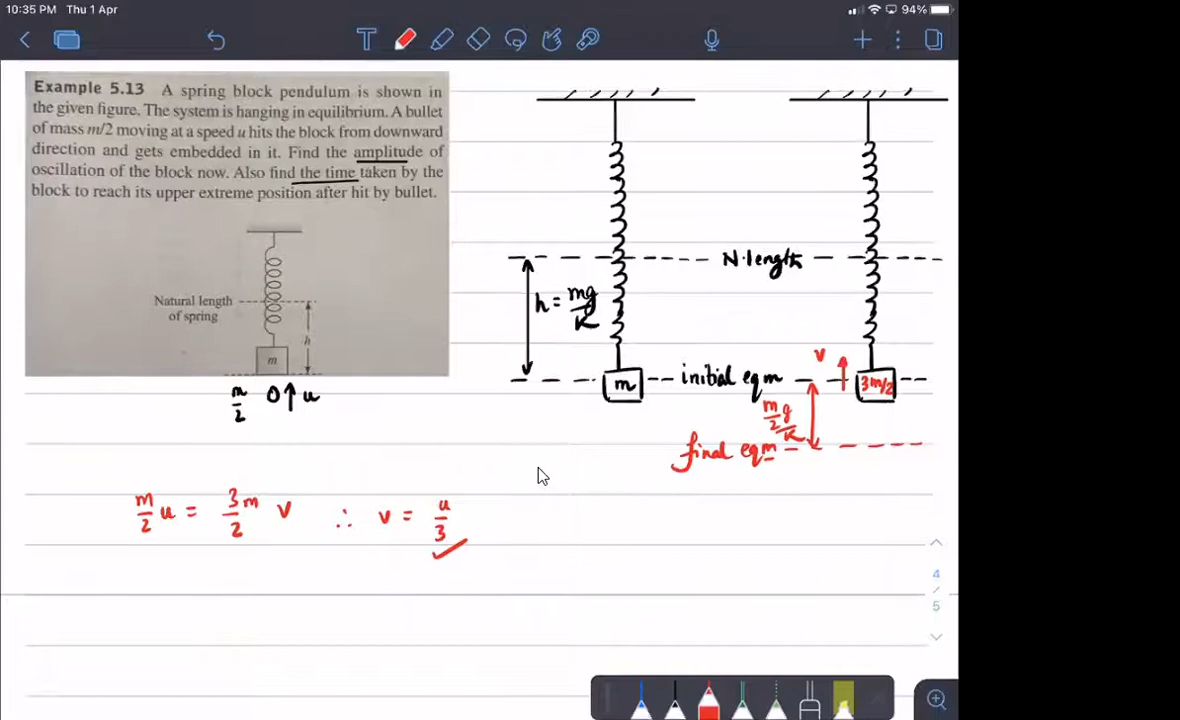 10:35 PM Thu 1 Apr
94%
Example 5.13 A spring block pendulum is shown in
the given figure. The system is hanging in equilibrium. A bullet
of mass m/2 moving at a speed u hits the block from downward
direction and gets embedded in it. Find the amplitude of
oscillation of the block now. Also find the time taken by the
block to reach its upper extreme position after hit by bullet.
Natural length
of spring
h
m
m/2 u
N.length
h = mg/K
m
initial eqm
v
3m/2
m/2 g/K
final eqm
m/2 u = 3m/2 v ∴ v = u/3
4
/
5